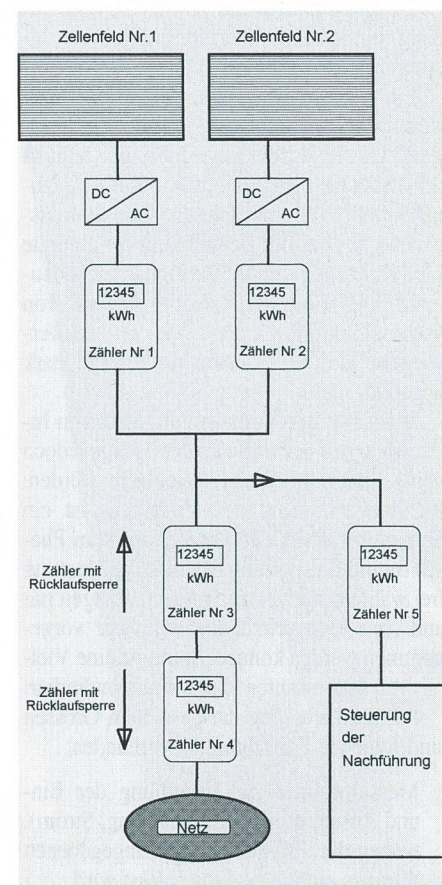 Zellenfeld Nr.1
Zellenfeld Nr.2
DC
AC
DC
AC
12345
kWh
Zähler Nr 1
12345
kWh
Zähler Nr 2
Zähler mit
Rücklaufsperre
12345
kWh
Zähler Nr 3
12345
kWh
Zähler Nr 5
Zähler mit
Rücklaufsperre
12345
kWh
Zähler Nr 4
Steuerung
der
Nachführung
Netz